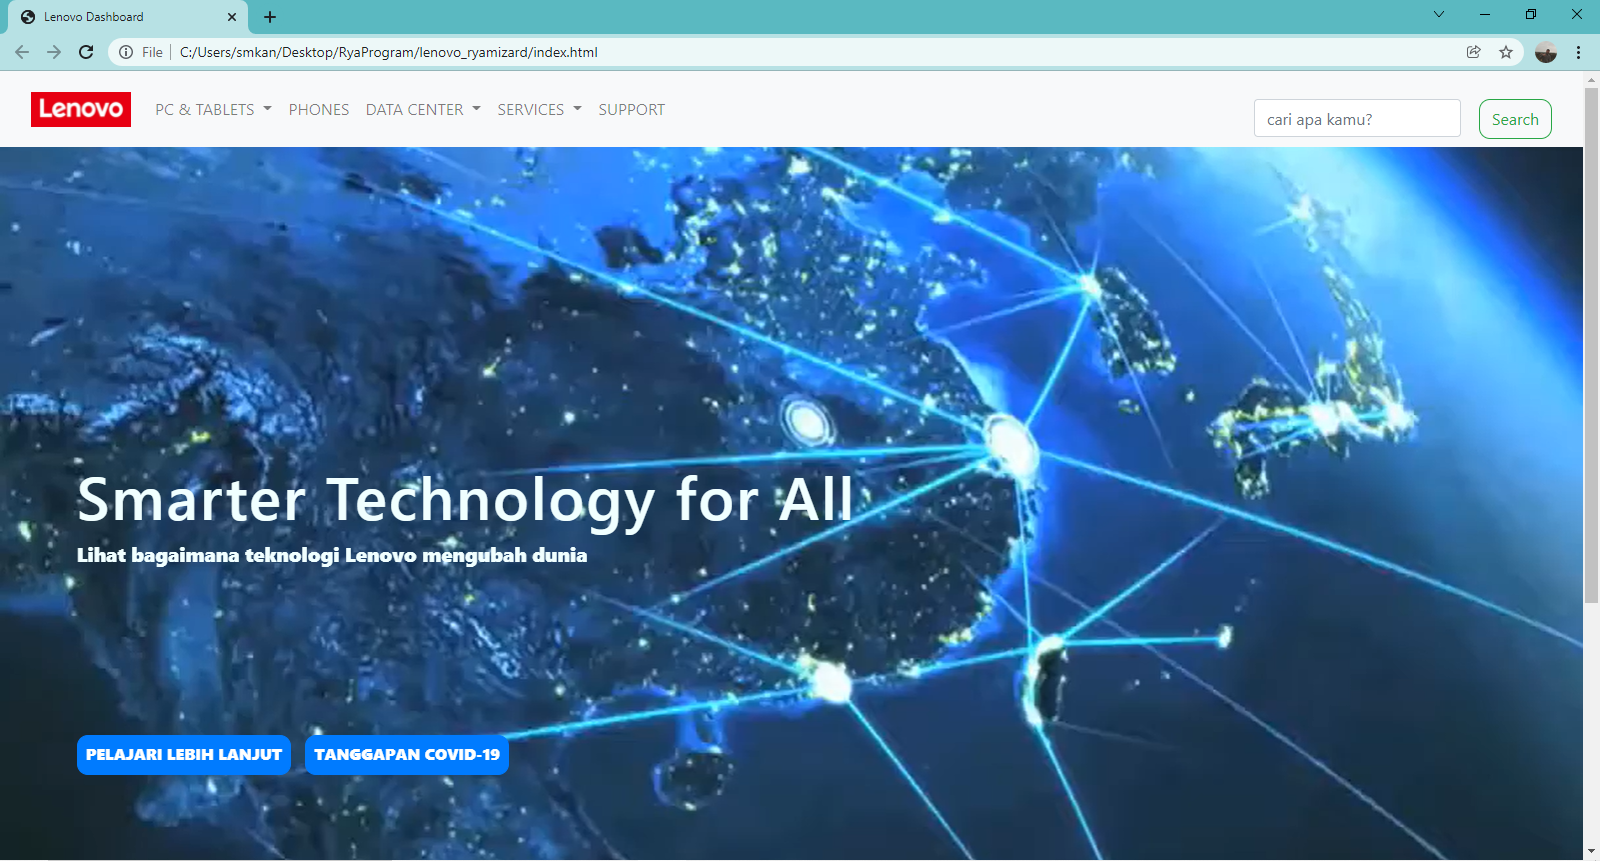 Lenovo Dashboard
File
C:/Users/smkan/Desktop/RyaProgram/lenovo_ryamizard/index.html
Lenovo PC & TABLETS PHONES DATA CENTER SERVICES SUPPORT
cari apa kamu? Search
Smarter Technology for All
Lihat bagaimana teknologi Lenovo mengubah dunia
PELAJARI LEBIH LANJUT TANGGAPAN COVID-19